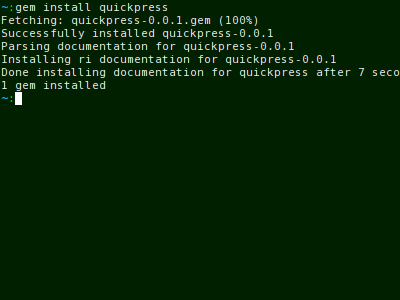 ~:gem install quickpress
Fetching: quickpress-0.0.1.gem (100%)
Successfully installed quickpress-0.0.1
Parsing documentation for quickpress-0.0.1
Installing ri documentation for quickpress-0.0.1
Done installing documentation for quickpress after 7 seco
1 gem installed
~: